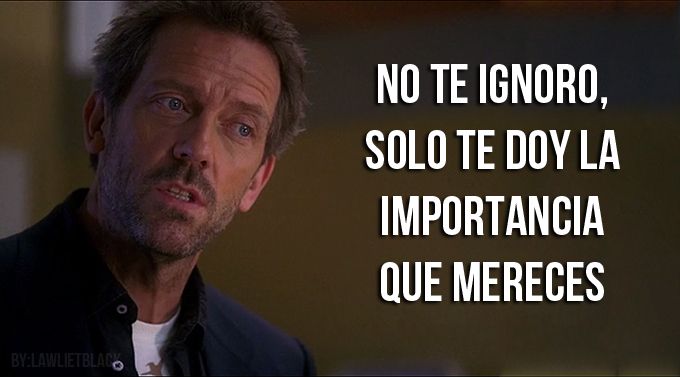 NO TE IGNORO,
SOLO TE DOY LA
IMPORTANCIA
QUE MERECES
BY:LAWLIETBLACK